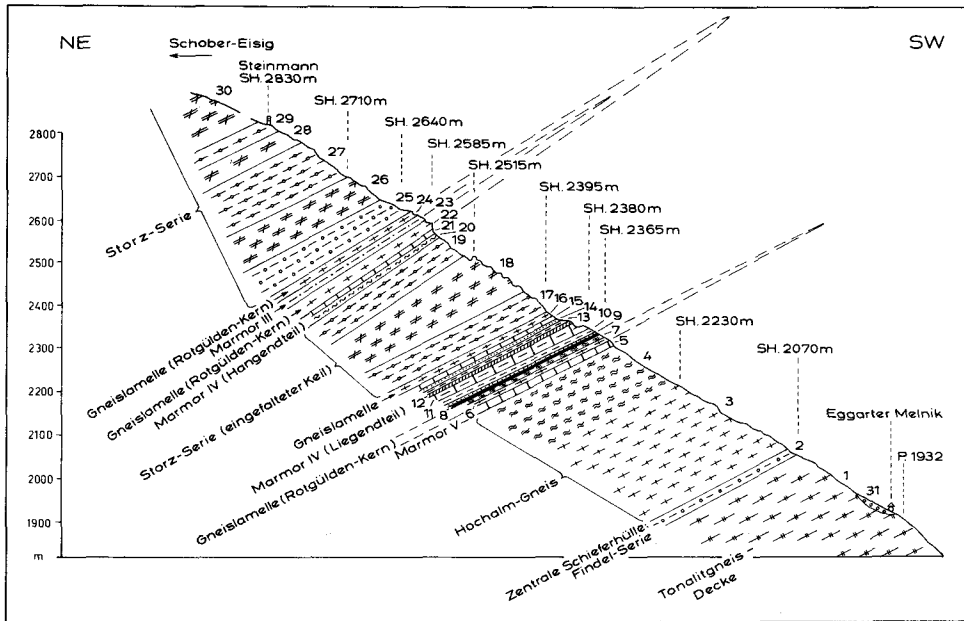 NE
SW
Schober-Eisig
Steinmann
SH. 2830m
SH. 2710m
SH. 2640m
SH. 2585m
SH. 2515m
SH. 2395m
SH. 2380m
SH. 2365m
SH. 2230m
SH. 2070m
Eggarter Melnik
P. 1932
30
29
28
27
26
25
24
23
22
21
20
19
18
17
16
15
14
13
10
9
7
5
4
3
2
1
31
12
11
8
6
2800
2700
2600
2500
2400
2300
2200
2100
2000
1900
m
Storz-Serie
Gneislamelle (Rotgülden-Kern)
Marmor III
Gneislamelle (Rotgülden-Kern)
Marmor IV (Hangendteil)
Storz-Serie (eingefalteter Keil)
Gneislamelle
Marmor IV (Liegendteil)
Gneislamelle (Rotgülden-Kern)
Marmor V
Hochalm-Gneis
Zentrale Schieferhülle
Findel-Serie
Tonalitgneis
Decke